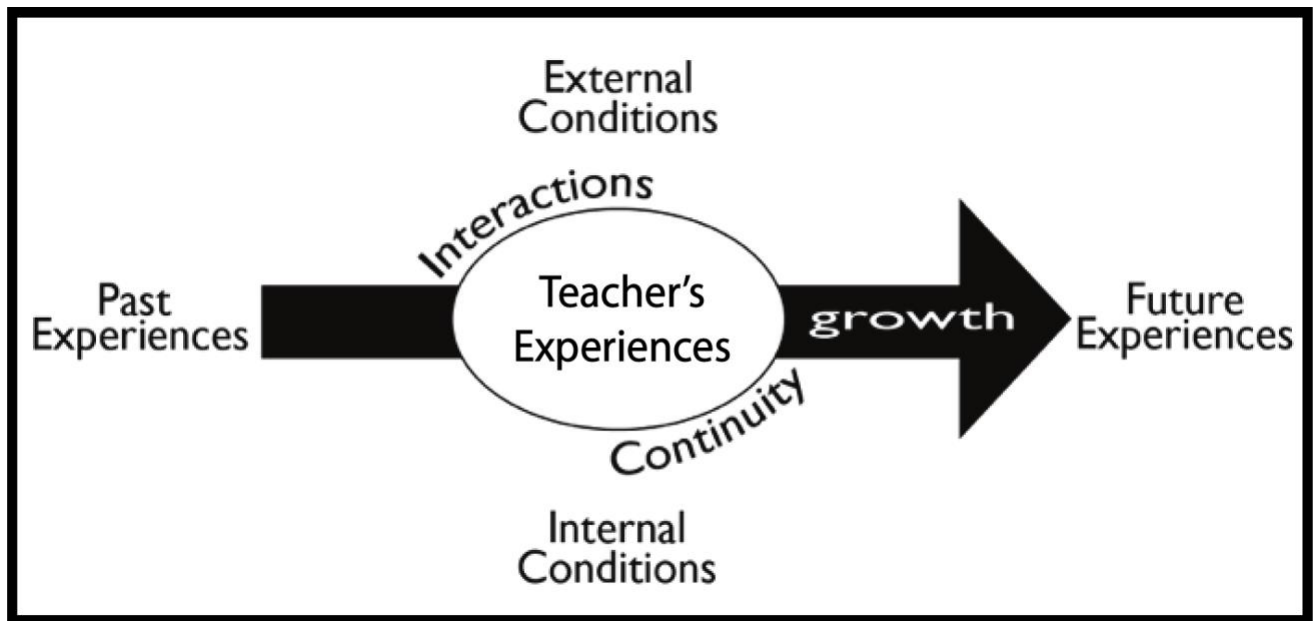 External
Conditions
Interactions
Past
Experiences
Teacher's
Experiences
growth
Future
Experiences
Continuity
Internal
Conditions